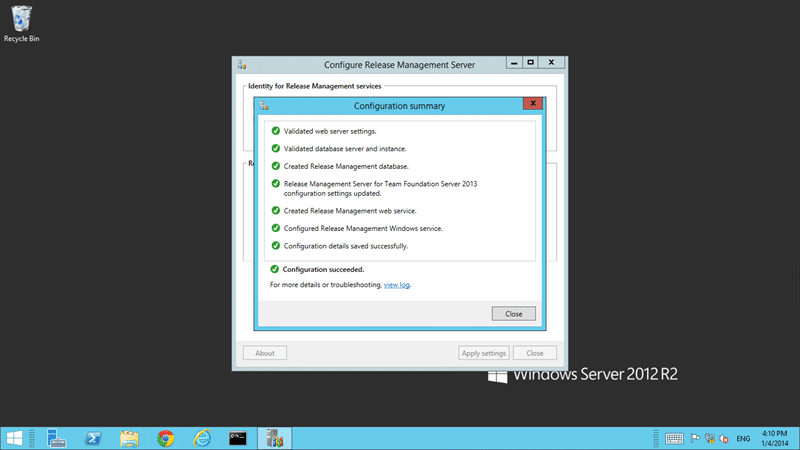 Recycle Bin
Configure Release Management Server
Identity for Release Management services
Configuration summary
Validated web server settings.
Validated database server and instance.
Created Release Management database.
Release Management Server for Team Foundation Server 2013
configuration settings updated.
Created Release Management web service.
Configured Release Management Windows service.
Configuration details saved successfully.
Configuration succeeded.
For more details or troubleshooting, view log.
Close
About
Apply settings
Close
Windows Server 2012 R2
ENG
4:10 PM
1/4/2014